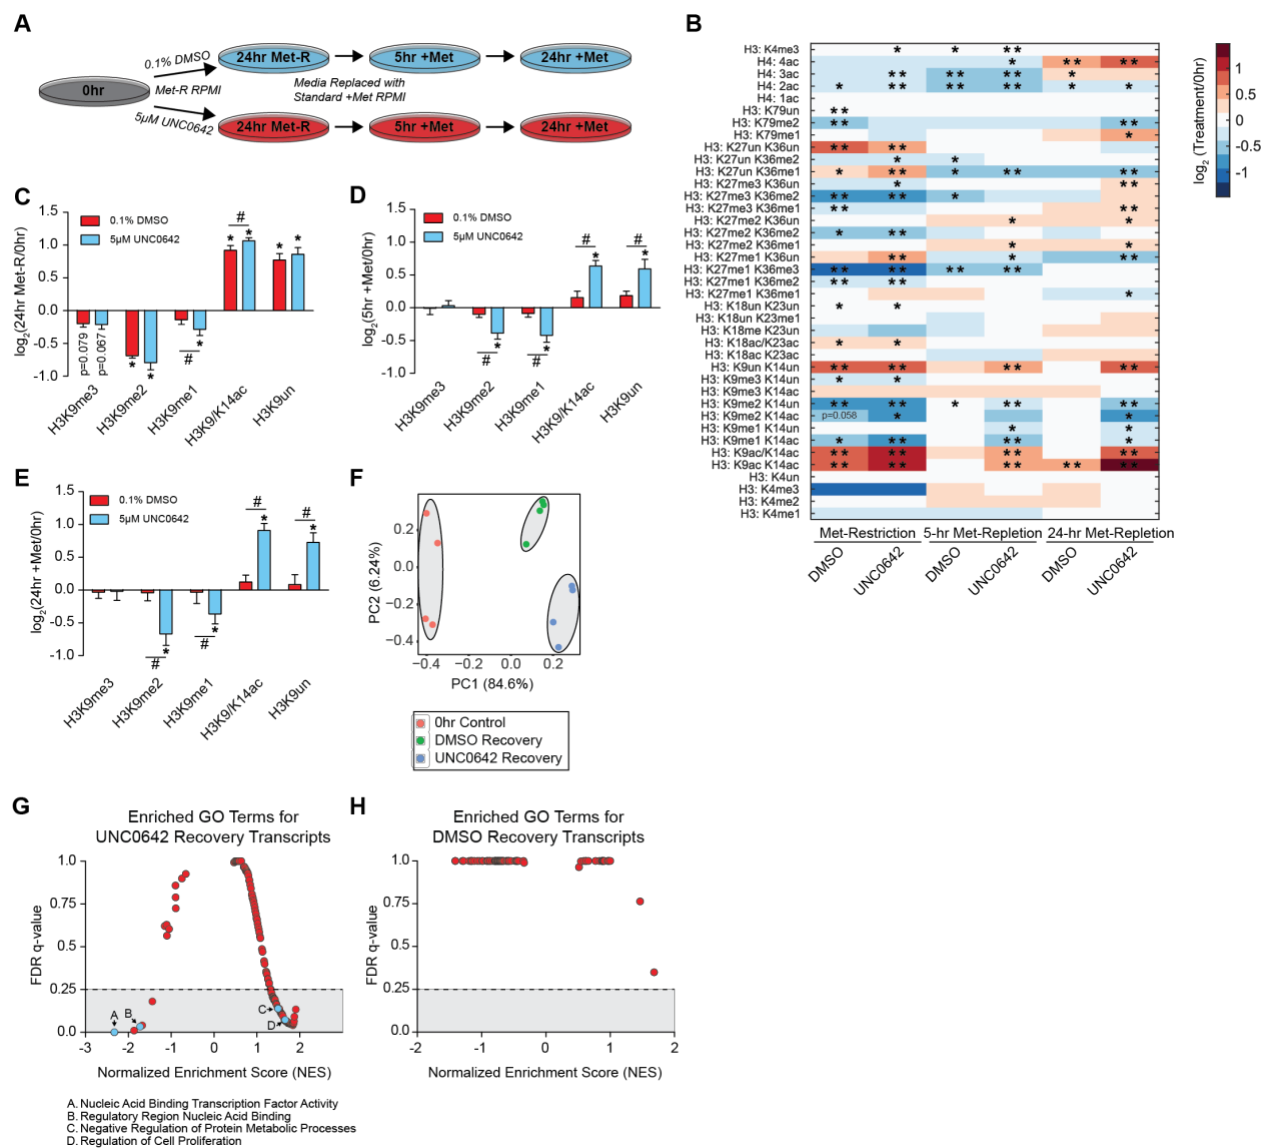 A
0.1% DMSO
Met-R RPMI
5µM UNC0642
0hr
24hr Met-R
5hr +Met
24hr +Met
Media Replaced with
Standard +Met RPMI
24hr Met-R
5hr +Met
24hr +Met
B
H3: K4me3
H4: 4ac
H4: 3ac
H4: 2ac
H4: 1ac
H3: K79un
H3: K79me2
H3: K79me1
H3: K27un K36un
H3: K27un K36me2
H3: K27un K36me1
H3: K27me3 K36un
H3: K27me3 K36me2
H3: K27me3 K36me1
H3: K27me2 K36un
H3: K27me2 K36me2
H3: K27me2 K36me1
H3: K27me1 K36un
H3: K27me1 K36me3
H3: K27me1 K36me2
H3: K27me1 K36me1
H3: K18un K23un
H3: K18un K23me1
H3: K18me K23un
H3: K18ac/K23ac
H3: K18ac K23ac
H3: K9un K14un
H3: K9me3 K14un
H3: K9me3 K14ac
H3: K9me2 K14un
H3: K9me2 K14ac
p=0.058
H3: K9me1 K14un
H3: K9me1 K14ac
H3: K9ac/K14ac
H3: K9ac K14ac
H3: K4un
H3: K4me3
H3: K4me2
H3: K4me1
Met-Restriction 5-hr Met-Repletion 24-hr Met-Repletion
DMSO UNC0642 DMSO UNC0642 DMSO UNC0642
1
0.5
0
-0.5
-1
log2 (Treatment/0hr)
C
1.5
1.0
0.5
0.0
-0.5
-1.0
log2(24hr Met-R/0hr)
0.1% DMSO
5µM UNC0642
p=0.079
p=0.067
* * # * * # * * *
H3K9me3 H3K9me2 H3K9me1 H3K9/K14ac H3K9un
D
1.5
1.0
0.5
0.0
-0.5
-1.0
log2(5hr +Met/0hr)
0.1% DMSO
5µM UNC0642
# * # * # * # *
H3K9me3 H3K9me2 H3K9me1 H3K9/K14ac H3K9un
E
1.5
1.0
0.5
0.0
-0.5
-1.0
log2(24hr +Met/0hr)
0.1% DMSO
5µM UNC0642
# * # * # * # *
H3K9me3 H3K9me2 H3K9me1 H3K9/K14ac H3K9un
F
0.2
0.0
−0.2
−0.4
PC2 (6.24%)
−0.4 −0.2 0.0 0.2
PC1 (84.6%)
0hr Control
DMSO Recovery
UNC0642 Recovery
G
Enriched GO Terms for
UNC0642 Recovery Transcripts
1.0
0.75
0.5
0.25
0.0
FDR q-value
A
B
C
D
-3 -2 -1 0 1 2 3
Normalized Enrichment Score (NES)
A. Nucleic Acid Binding Transcription Factor Activity
B. Regulatory Region Nucleic Acid Binding
C. Negative Regulation of Protein Metabolic Processes
D. Regulation of Cell Proliferation
H
Enriched GO Terms for
DMSO Recovery Transcripts
1.0
0.75
0.5
0.25
0.0
FDR q-value
-2 -1 0 1 2
Normalized Enrichment Score (NES)